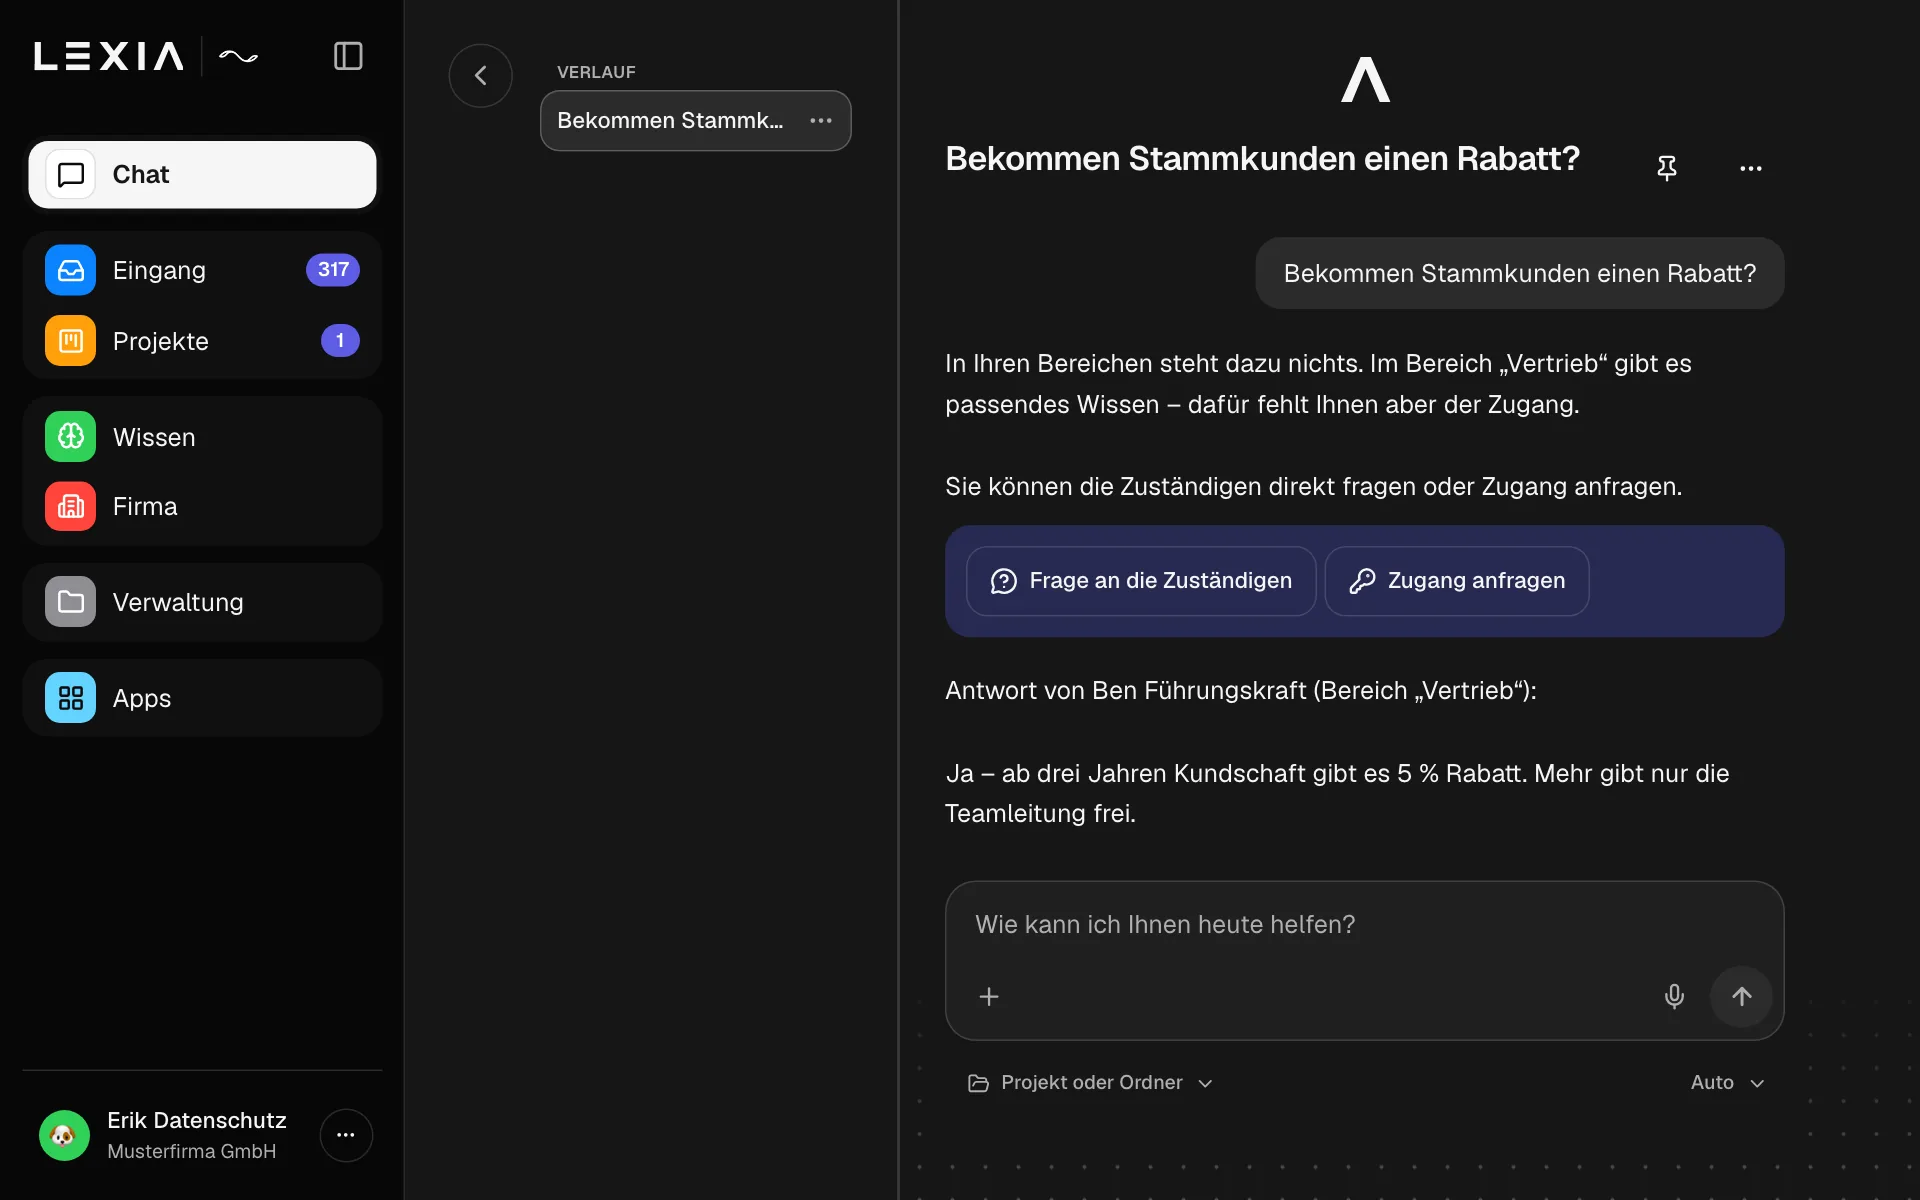 LEXIA
Chat
Eingang 317
Projekte 1
Wissen
Firma
Verwaltung
Apps
Erik Datenschutz
Musterfirma GmbH
VERLAUF
Bekommen Stammk...
Bekommen Stammkunden einen Rabatt?
Bekommen Stammkunden einen Rabatt?
In Ihren Bereichen steht dazu nichts. Im Bereich „Vertrieb“ gibt es
passendes Wissen – dafür fehlt Ihnen aber der Zugang.
Sie können die Zuständigen direkt fragen oder Zugang anfragen.
Frage an die Zuständigen
Zugang anfragen
Antwort von Ben Führungskraft (Bereich „Vertrieb“):
Ja – ab drei Jahren Kundschaft gibt es 5 % Rabatt. Mehr gibt nur die
Teamleitung frei.
Wie kann ich Ihnen heute helfen?
Projekt oder Ordner
Auto